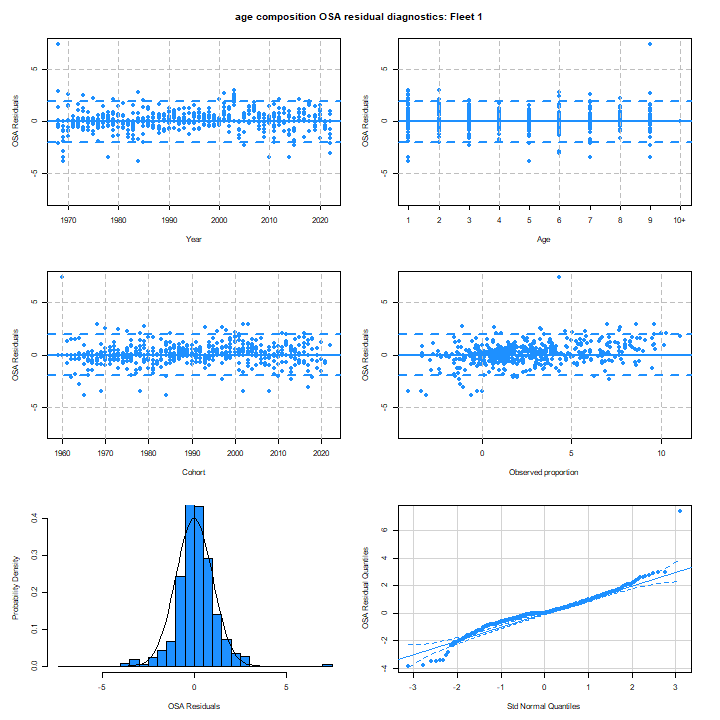 age composition OSA residual diagnostics: Fleet 1
5
0
-5
OSA Residuals
1970 1980 1990 2000 2010 2020
Year
5
0
-5
OSA Residuals
1 2 3 4 5 6 7 8 9 10+
Age
5
0
-5
OSA Residuals
1960 1970 1980 1990 2000 2010 2020
Cohort
5
0
-5
OSA Residuals
0 5 10
Observed proportion
0.4
0.3
0.2
0.1
0.0
Probability Density
-5 0 5
OSA Residuals
6
4
2
0
-2
-4
OSA Residual Quantiles
-3 -2 -1 0 1 2 3
Std Normal Quantiles